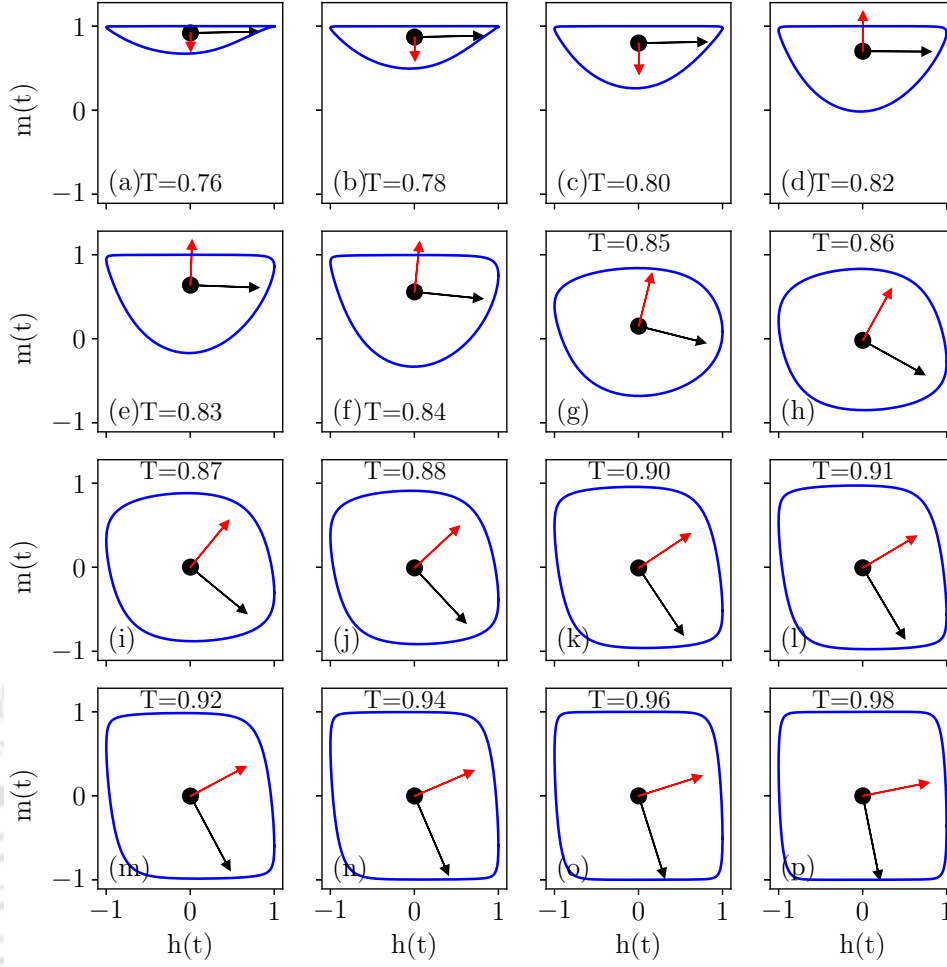 m(t)
1
0
−1
(a)
T=0.76
(b)
T=0.78
(c)
T=0.80
(d)
T=0.82
m(t)
1
0
−1
(e)
T=0.83
(f)
T=0.84
(g)
T=0.85
(h)
T=0.86
m(t)
1
0
−1
(i)
T=0.87
(j)
T=0.88
(k)
T=0.90
(l)
T=0.91
m(t)
1
0
−1
(m)
T=0.92
(n)
T=0.94
(o)
T=0.96
(p)
T=0.98
−1 0 1
−1 0 1
−1 0 1
−1 0 1
h(t)
h(t)
h(t)
h(t)